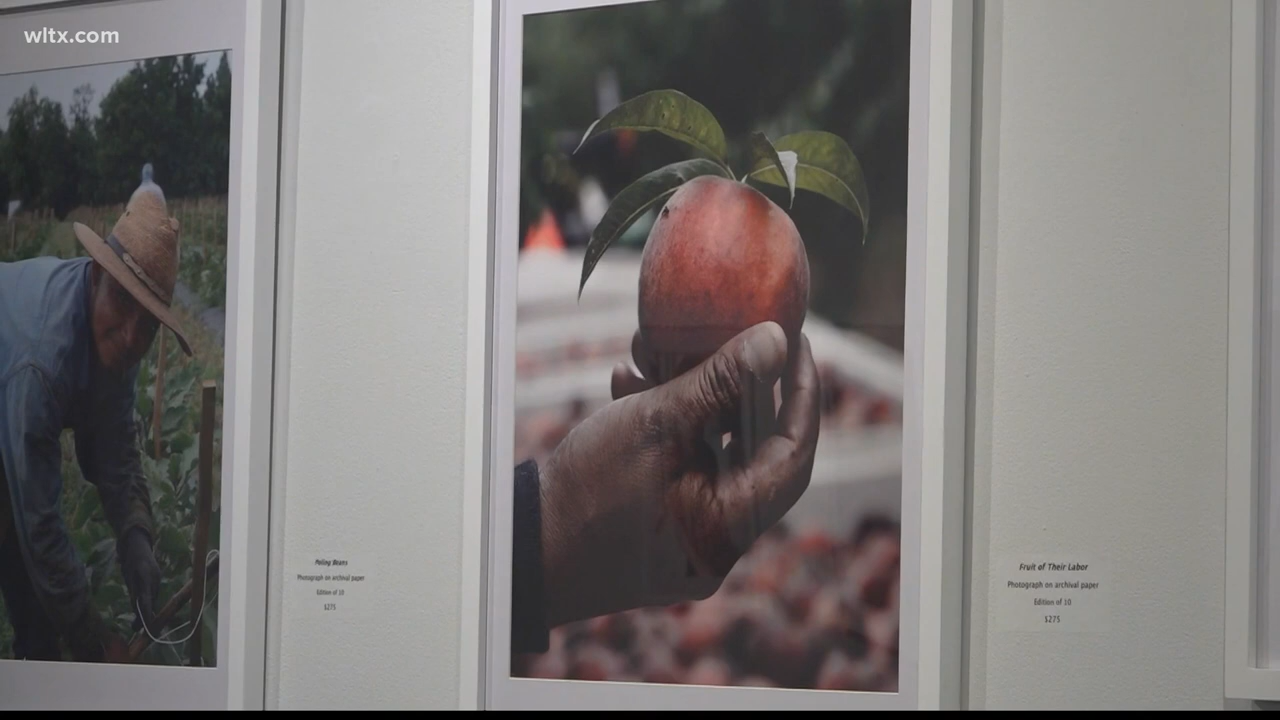 wltx.com
Poling Beans
Photograph on archival paper
Edition of 10
$275
Fruit of Their Labor
Photograph on archival paper
Edition of 10
$275